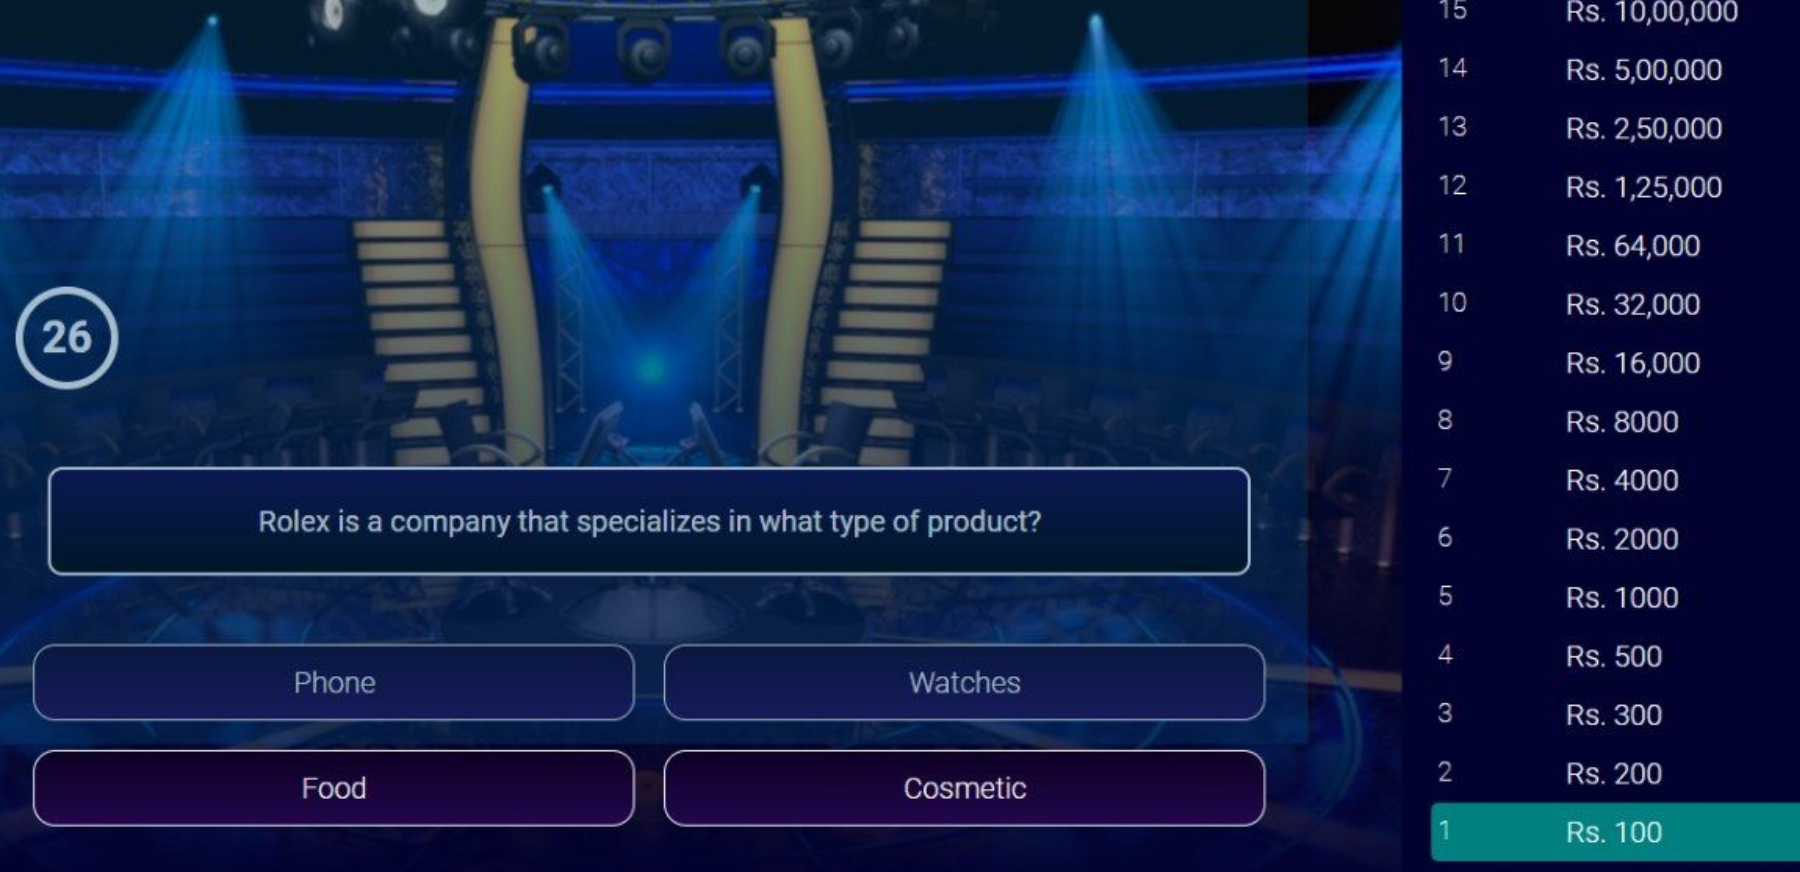 26
Rolex is a company that specializes in what type of product?
Phone
Watches
Food
Cosmetic
15 Rs. 10,00,000
14 Rs. 5,00,000
13 Rs. 2,50,000
12 Rs. 1,25,000
11 Rs. 64,000
10 Rs. 32,000
9 Rs. 16,000
8 Rs. 8000
7 Rs. 4000
6 Rs. 2000
5 Rs. 1000
4 Rs. 500
3 Rs. 300
2 Rs. 200
1 Rs. 100